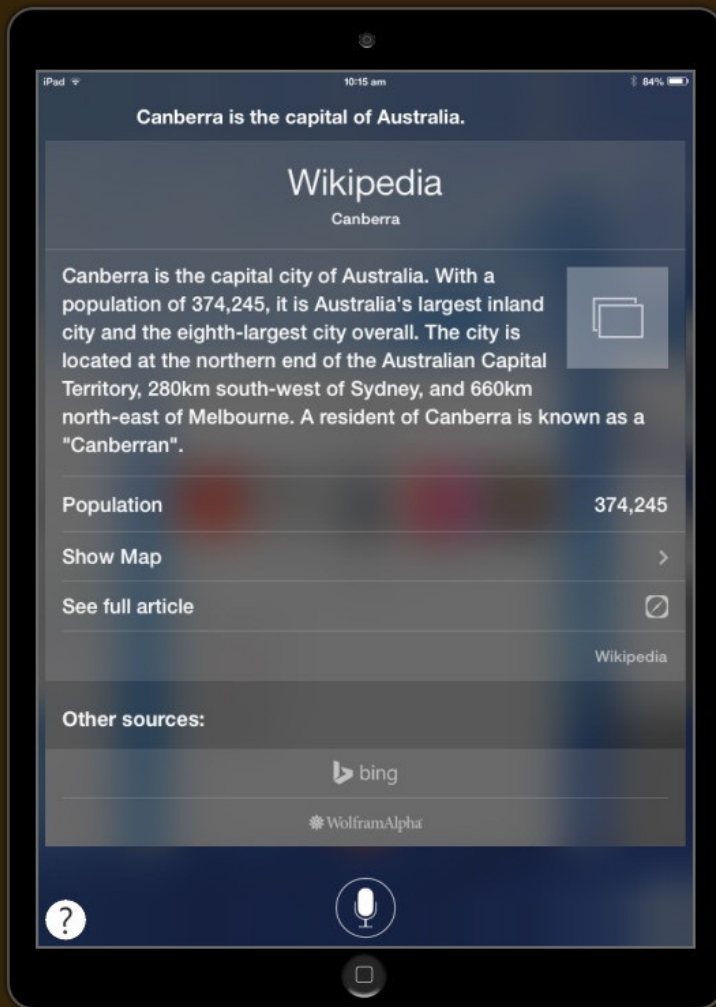 iPad 10:15 am 84%
Canberra is the capital of Australia.
Wikipedia
Canberra
Canberra is the capital city of Australia. With a
population of 374,245, it is Australia's largest inland
city and the eighth-largest city overall. The city is
located at the northern end of the Australian Capital
Territory, 280km south-west of Sydney, and 660km
north-east of Melbourne. A resident of Canberra is known as a
"Canberran".
Population 374,245
Show Map
See full article
Wikipedia
Other sources:
bing
WolframAlpha
?